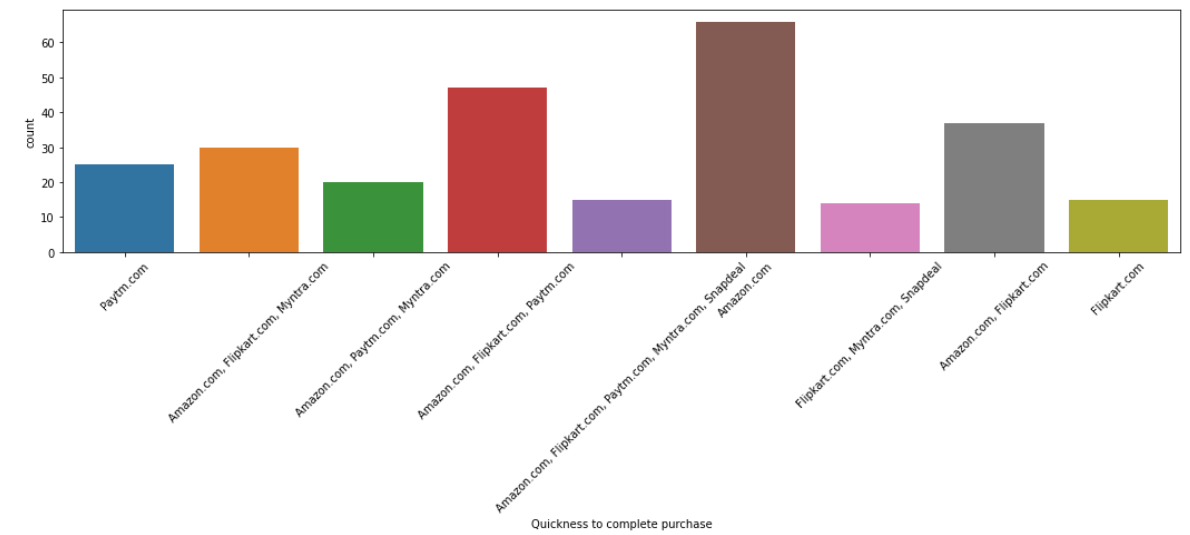 60
50
40
30
20
10
0
count
Paytm.com
Amazon.com, Flipkart.com, Myntra.com
Amazon.com, Paytm.com, Myntra.com
Amazon.com, Flipkart.com, Paytm.com
Amazon.com, Flipkart.com, Paytm.com, Myntra.com, Snapdeal
Amazon.com
Flipkart.com, Myntra.com, Snapdeal
Amazon.com, Flipkart.com
Flipkart.com
Quickness to complete purchase